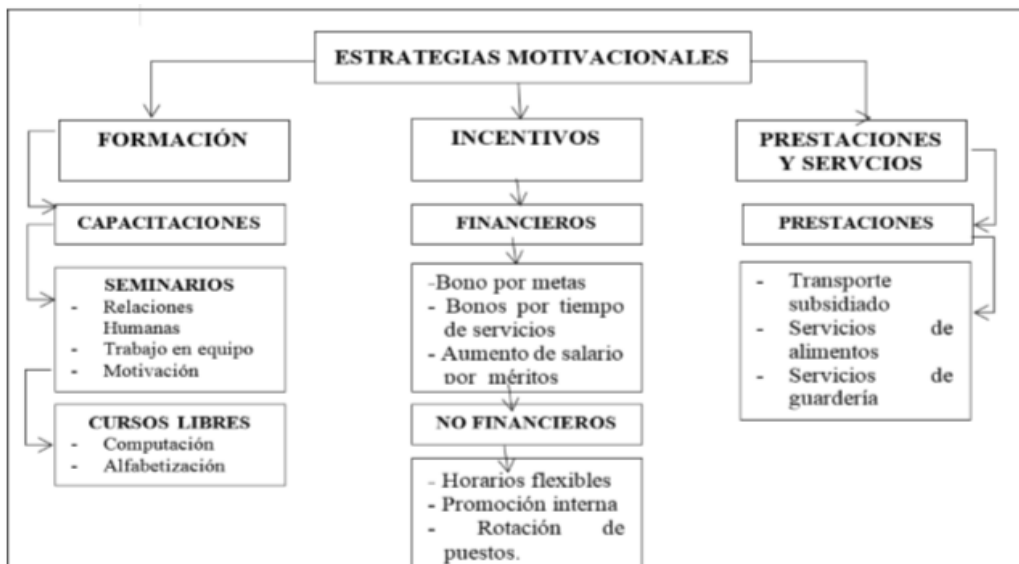 ESTRATEGIAS MOTIVACIONALES
FORMACIÓN
CAPACITACIONES
SEMINARIOS
- Relaciones
Humanas
- Trabajo en equipo
- Motivación
CURSOS LIBRES
- Computación
- Alfabetización
INCENTIVOS
FINANCIEROS
-Bono por metas
- Bonos por tiempo
de servicios
- Aumento de salario
por méritos
NO FINANCIEROS
- Horarios flexibles
- Promoción interna
- Rotación de
puestos.
PRESTACIONES
Y SERVCIOS
PRESTACIONES
- Transporte
subsidiado
- Servicios de
alimentos
- Servicios de
guardería